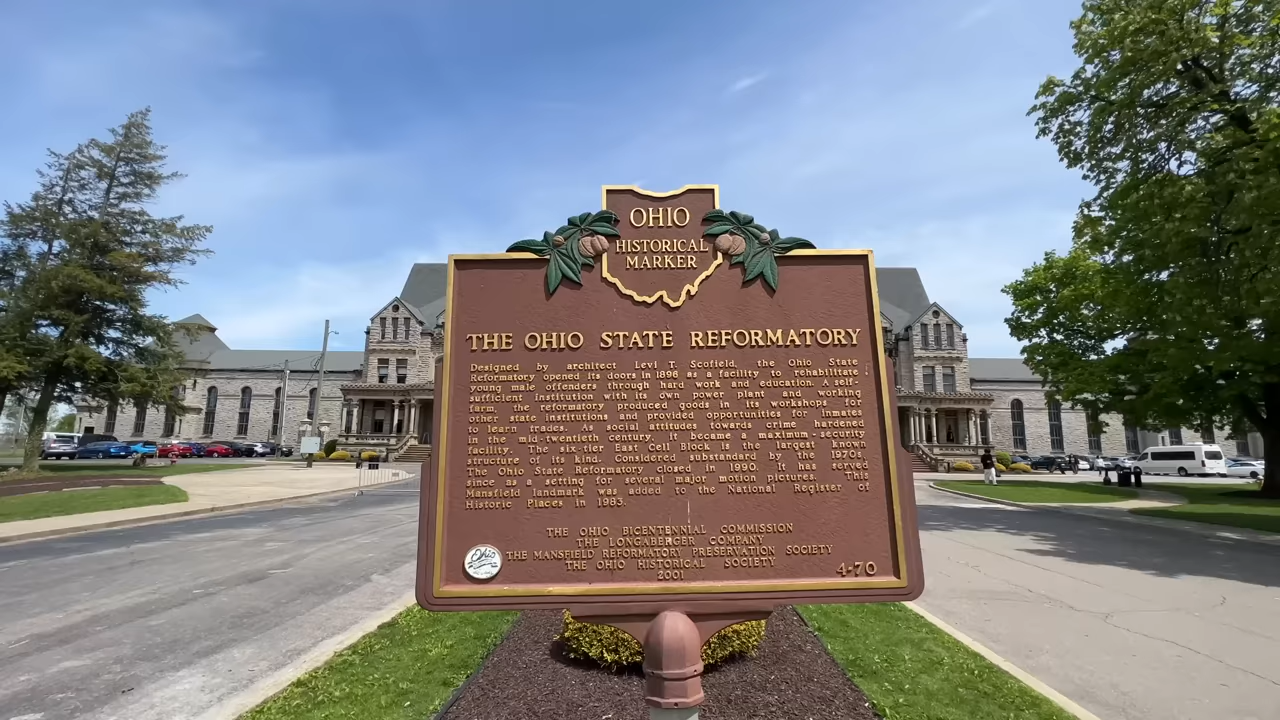 OHIO
HISTORICAL
MARKER
THE OHIO STATE REFORMATORY
Designed by architect Levi T. Scofield, the Ohio State
Reformatory opened its doors in 1896 as a facility to rehabilitate
young male offenders through hard work and education. A self-
sufficient institution with its own power plant and working
farm, the reformatory produced goods in its workshops for
other state institutions and provided opportunities for inmates
to learn trades. As social attitudes towards crime hardened
in the mid-twentieth century, it became a maximum-security
facility. The six-tier East Cell Block is the largest known
structure of its kind. Considered substandard by the 1970s,
The Ohio State Reformatory closed in 1990. It has served
since as a setting for several major motion pictures. This
Mansfield landmark was added to the National Register of
Historic Places in 1983.
THE OHIO BICENTENNIAL COMMISSION
THE LONGABERGER COMPANY
THE MANSFIELD REFORMATORY PRESERVATION SOCIETY
THE OHIO HISTORICAL SOCIETY
2001
4-70
Ohio